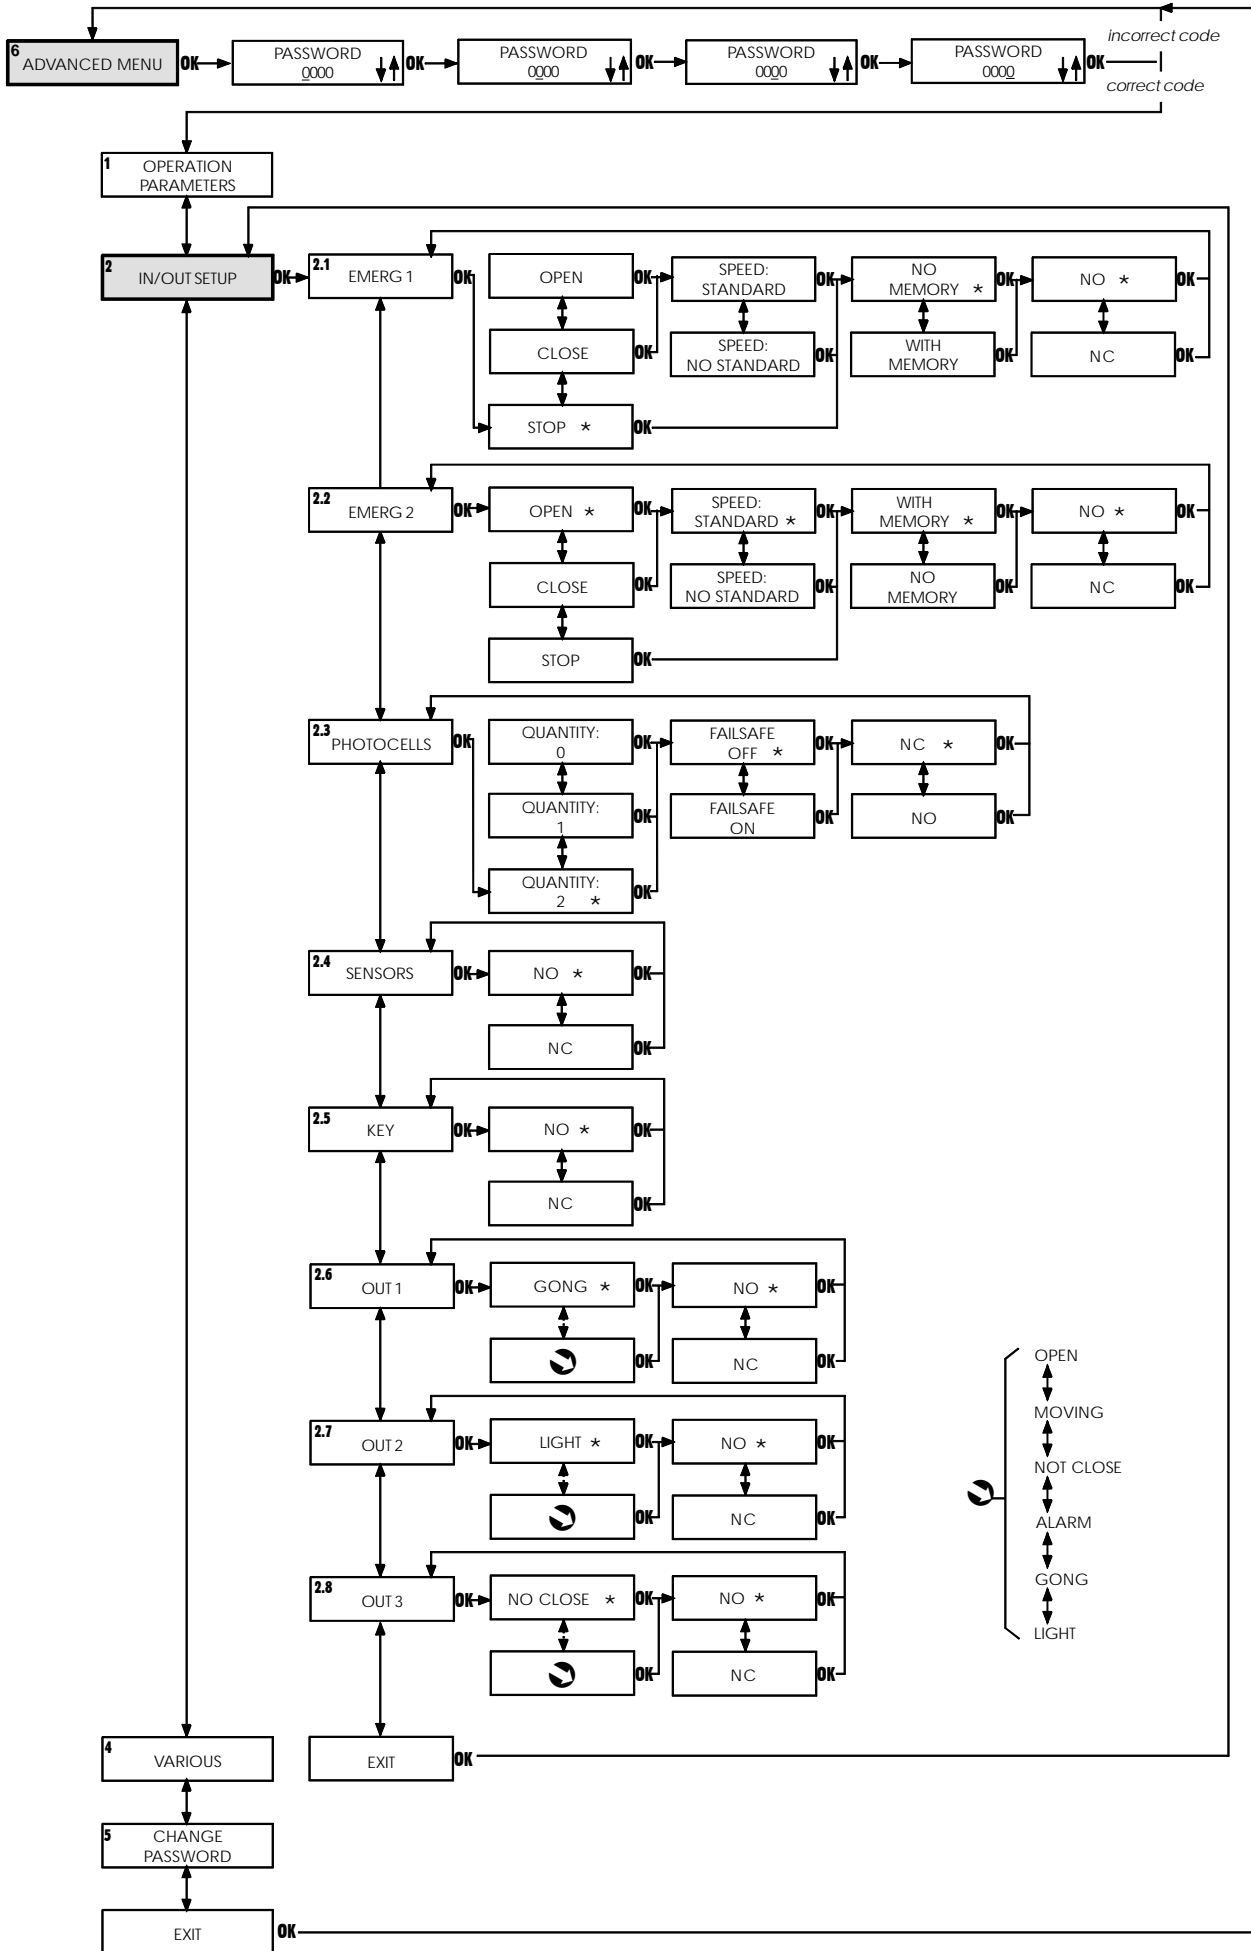 incorrect code
6 ADVANCED MENU OK PASSWORD 0000 OK PASSWORD 0000 OK PASSWORD 0000 OK PASSWORD 0000 OK
correct code
1 OPERATION
PARAMETERS
2 IN/OUT SETUP OK
2.1 EMERG 1 OK
OPEN OK
CLOSE OK
STOP * OK
SPEED:
STANDARD OK
SPEED:
NO STANDARD OK
NO
MEMORY * OK
WITH
MEMORY OK
NO * OK
NC OK
2.2 EMERG 2 OK
OPEN * OK
CLOSE OK
STOP OK
SPEED:
STANDARD * OK
SPEED:
NO STANDARD OK
WITH
MEMORY * OK
NO
MEMORY OK
NO * OK
NC OK
2.3 PHOTOCELLS OK
QUANTITY:
0 OK
QUANTITY:
1 OK
QUANTITY:
2 * OK
FAILSAFE
OFF * OK
FAILSAFE
ON OK
NC * OK
NO OK
2.4 SENSORS OK
NO * OK
NC OK
2.5 KEY OK
NO * OK
NC OK
2.6 OUT 1 OK
GONG * OK
OK
NO * OK
NC OK
2.7 OUT 2 OK
LIGHT * OK
OK
NO * OK
NC OK
2.8 OUT 3 OK
NO CLOSE * OK
OK
NO * OK
NC OK
OPEN
MOVING
NOT CLOSE
ALARM
GONG
LIGHT
EXIT OK
4 VARIOUS
5 CHANGE
PASSWORD
EXIT OK